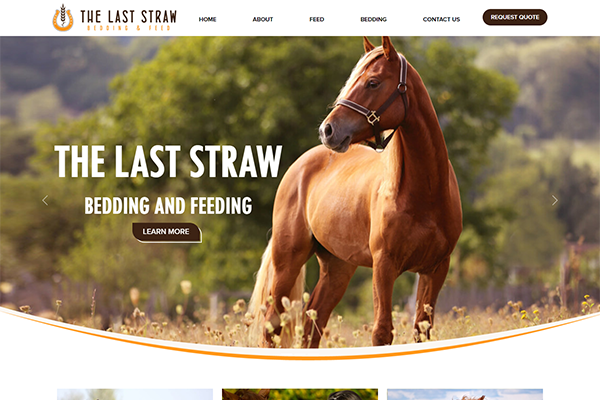 THE LAST STRAW
BEDDING & FEED
HOME ABOUT FEED BEDDING CONTACT US REQUEST QUOTE
THE LAST STRAW
BEDDING AND FEEDING
LEARN MORE